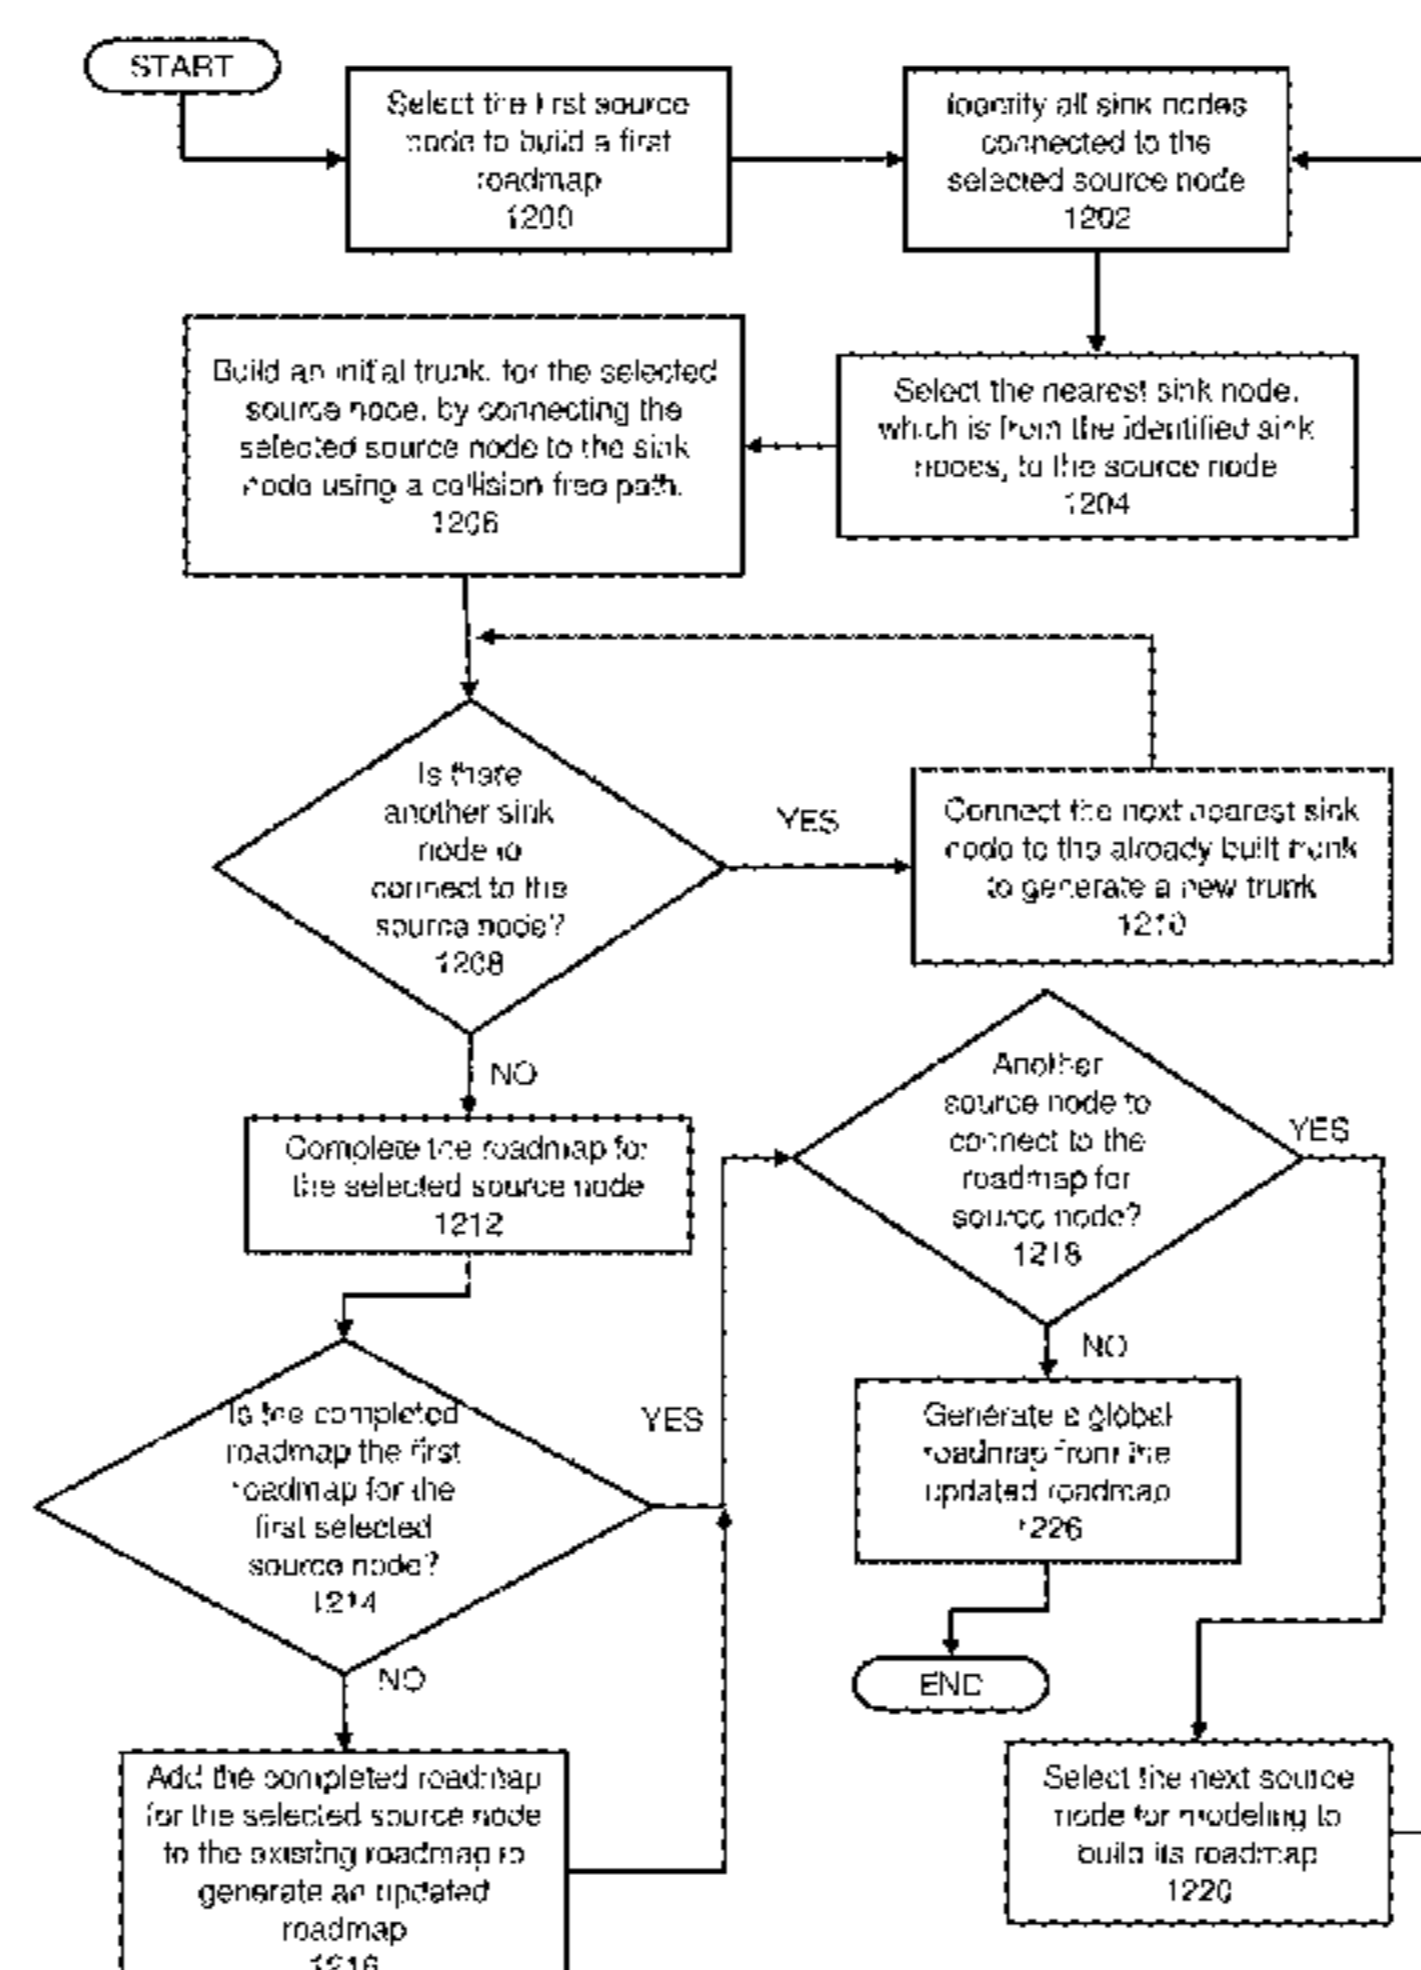 START
Select the first source
node to build a first
roadmap
1200
Identify all sink nodes
connected to the
selected source node
1202
Select the nearest sink node,
which is from the identified sink
nodes, to the source node
1204
Build an initial trunk, for the selected
source node, by connecting the
selected source node to the sink
node using a collision free path.
1206
Is there
another sink
node to
connect to the
source node?
1208
YES
Connect the next nearest sink
node to the already built trunk
to generate a new trunk
1210
NO
Complete the roadmap for
the selected source node
1212
Is the completed
roadmap the first
roadmap for the
first selected
source node?
1214
YES
NO
Add the completed roadmap
for the selected source node
to the existing roadmap to
generate an updated
roadmap
1216
Another
source node to
connect to the
roadmap for
source node?
1218
YES
NO
Generate a global
roadmap from the
updated roadmap
1226
END
Select the next source
node for modeling to
build its roadmap
1220